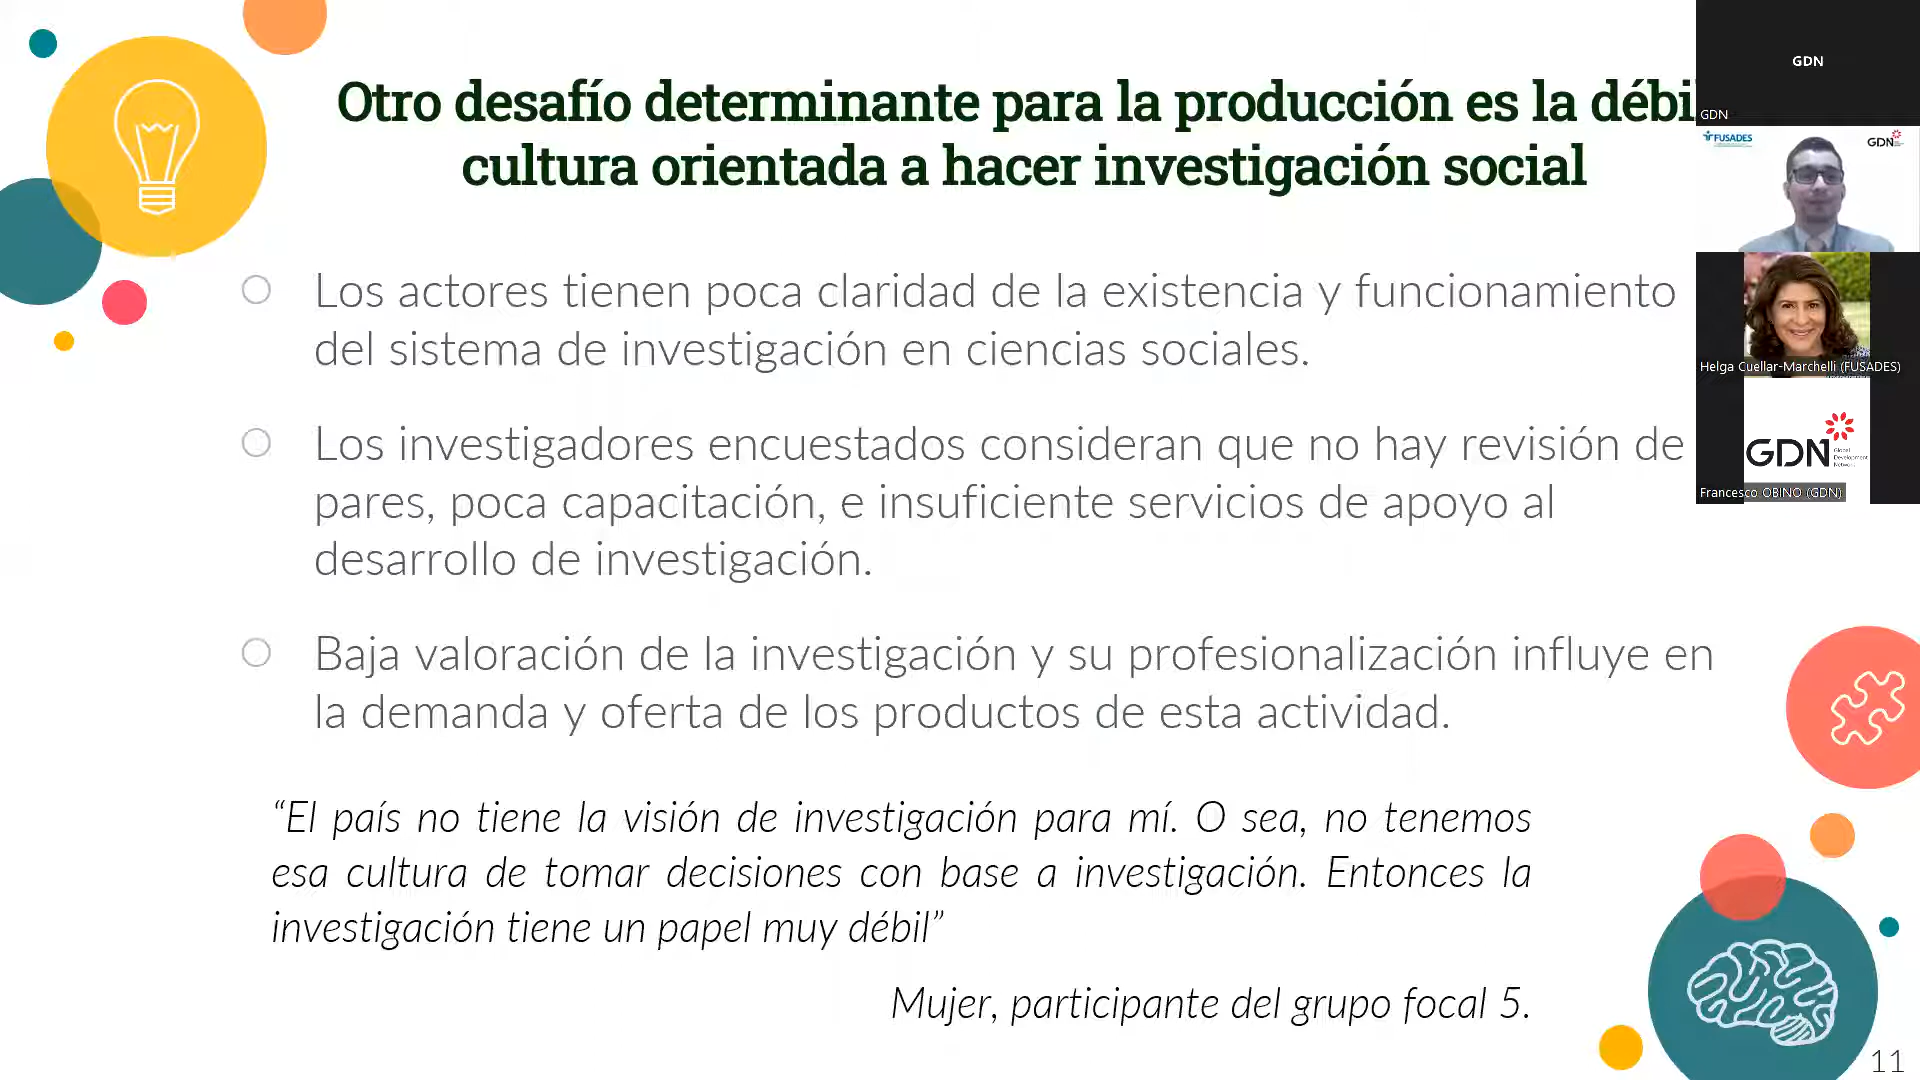 Otro desafío determinante para la producción es la débi
cultura orientada a hacer investigación social
Los actores tienen poca claridad de la existencia y funcionamiento
del sistema de investigación en ciencias sociales.
Los investigadores encuestados consideran que no hay revisión de
pares, poca capacitación, e insuficiente servicios de apoyo al
desarrollo de investigación.
Baja valoración de la investigación y su profesionalización influye en
la demanda y oferta de los productos de esta actividad.
“El país no tiene la visión de investigación para mí. O sea, no tenemos
esa cultura de tomar decisiones con base a investigación. Entonces la
investigación tiene un papel muy débil”
Mujer, participante del grupo focal 5.
11
GDN
GDN
FUSADES
GDN
Helga Cuellar-Marchelli (FUSADES)
GDN
Global
Development
Network
Francesco OBINO (GDN)